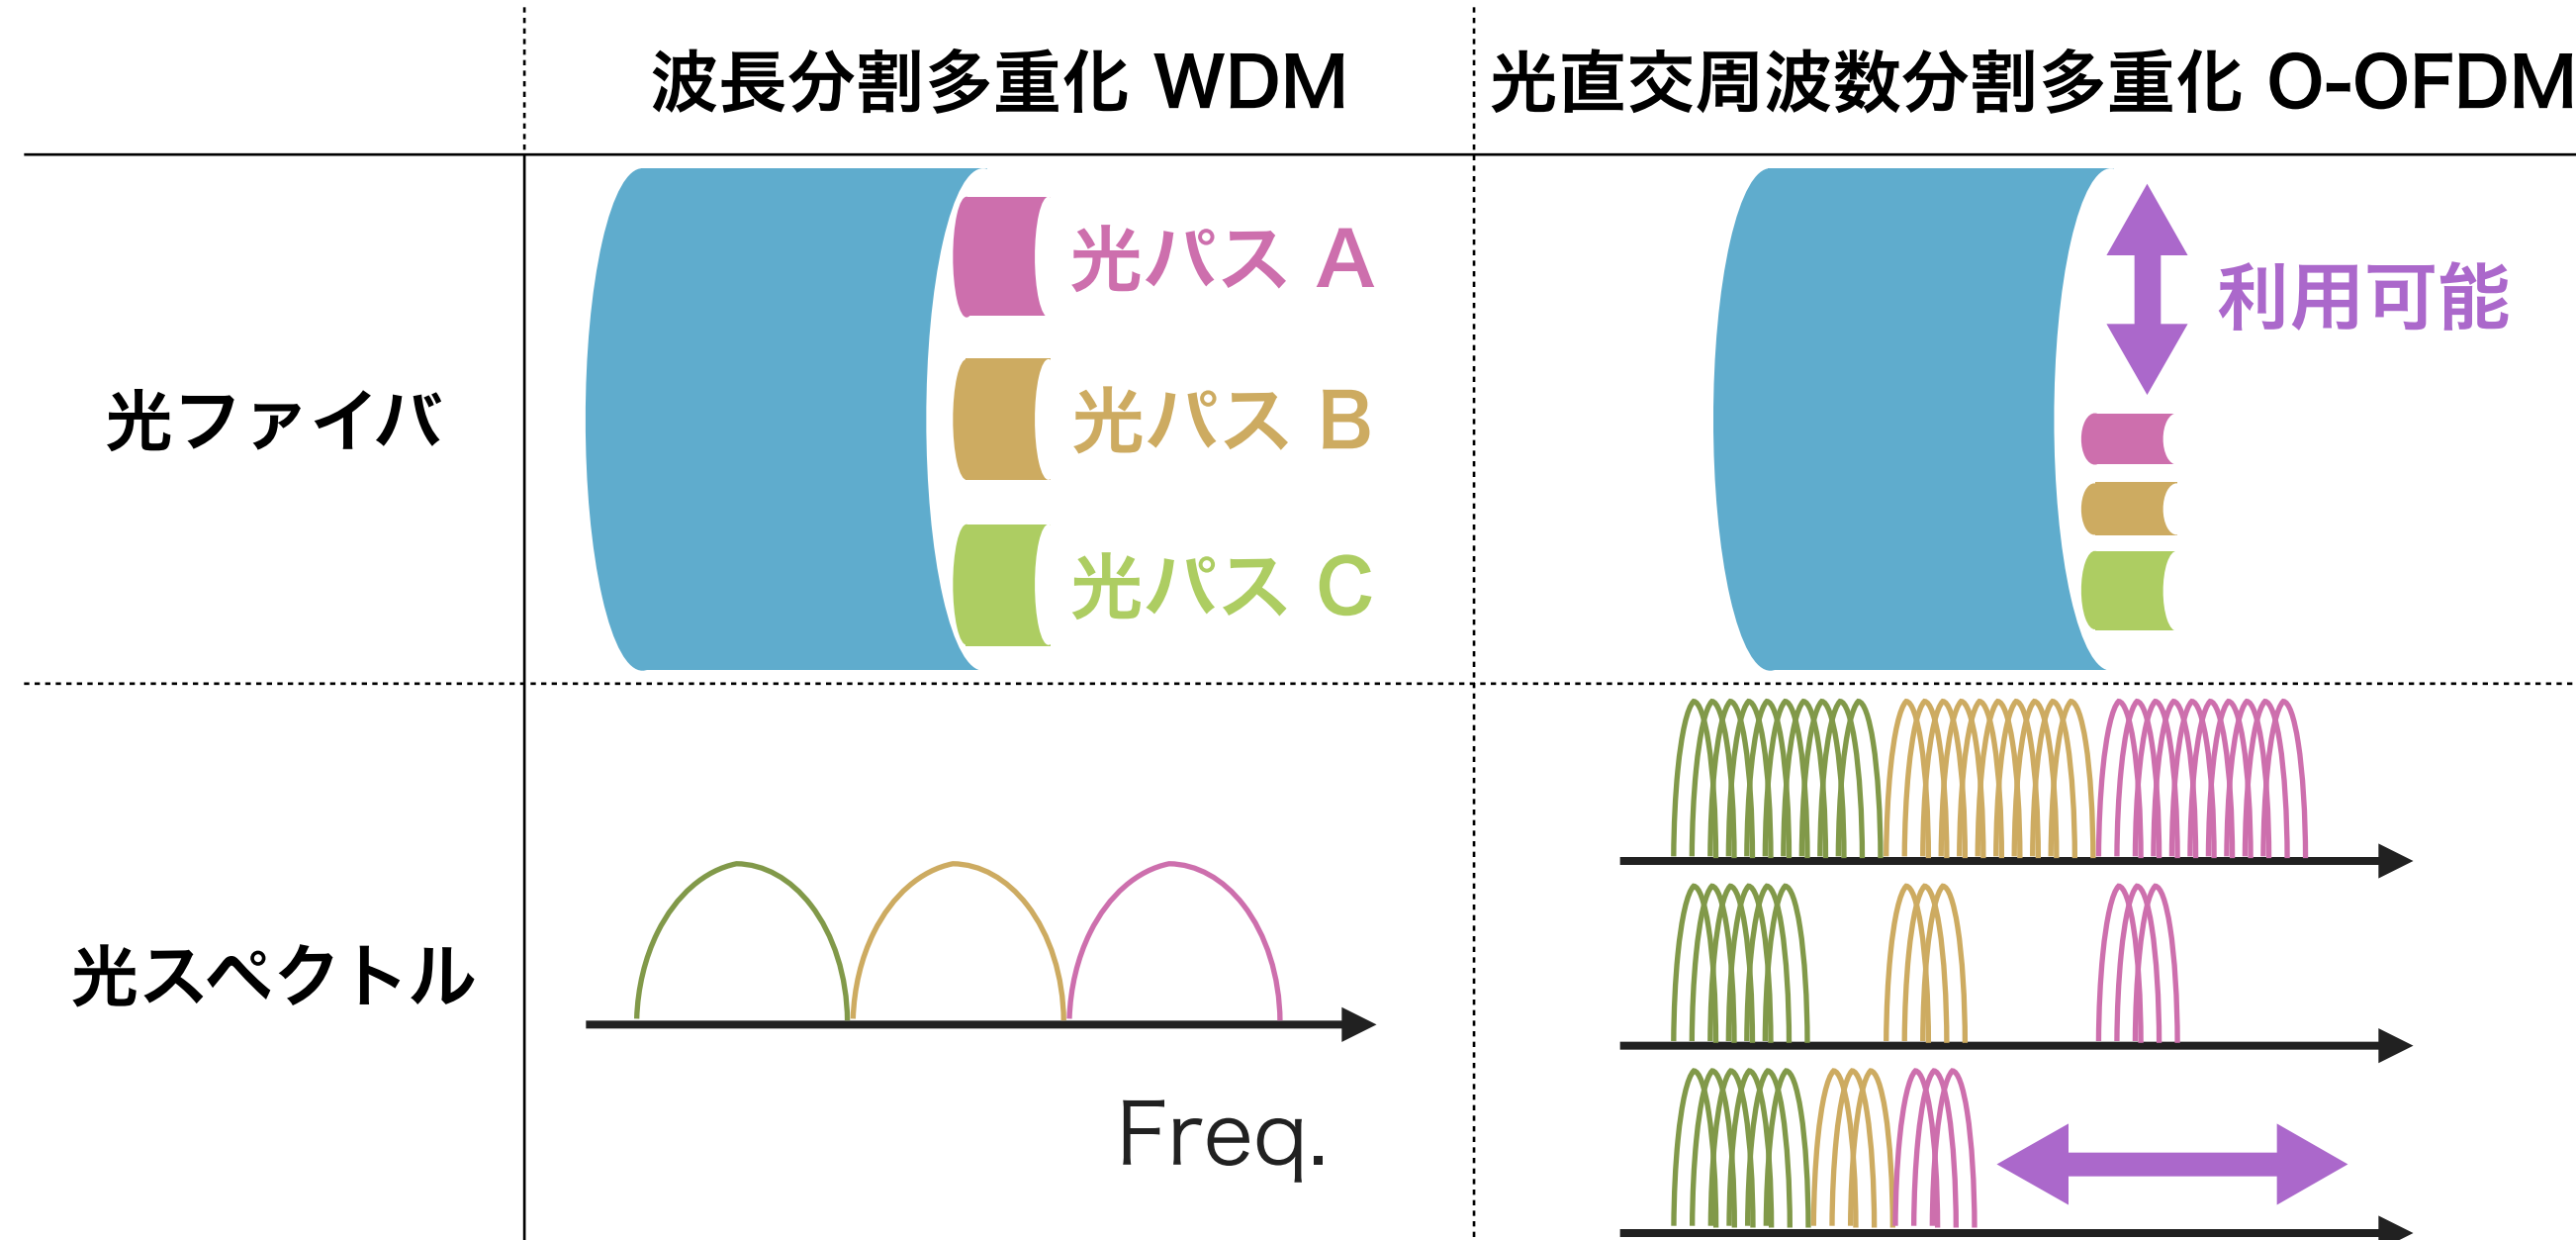 波長分割多重化 WDM
光直交周波数分割多重化 O-OFDM
光ファイバ
光パス A
光パス B
光パス C
利用可能
光スペクトル
Freq.